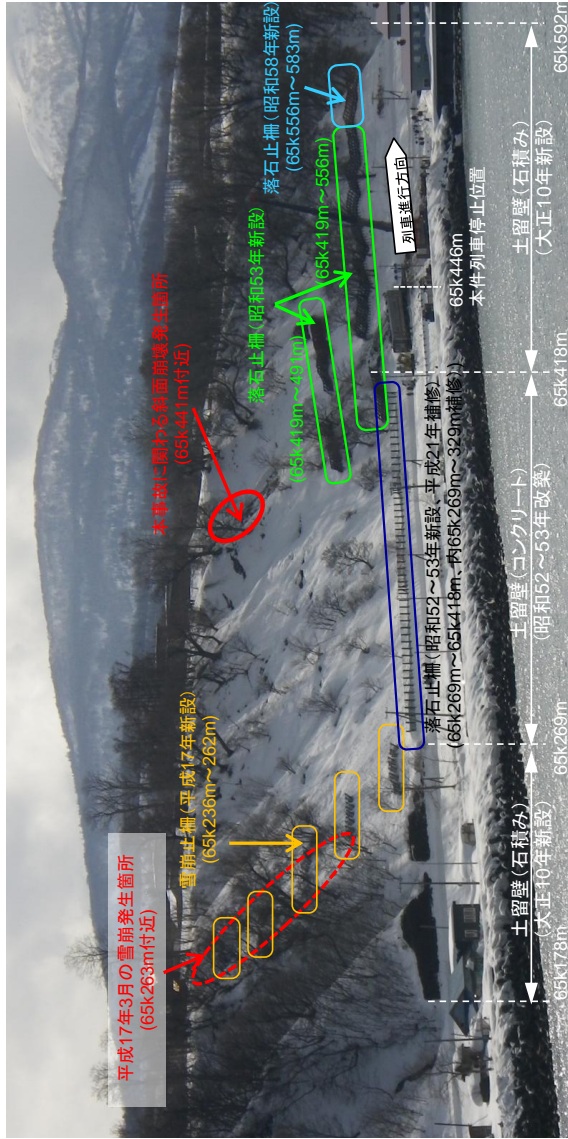 平成17年3月の雪崩発生箇所
(65k263m付近)
雪崩止柵(平成17年新設)
(65k236m～262m)
本事故に関わる斜面崩壊発生箇所
(65k441m付近)
落石止柵(昭和53年新設)
(65k419m～491m)
65k419m～556m)
落石止柵(昭和58年新設)
(65k556m～583m)
列車進行方向
65k446m
本件列車停止位置
落石止柵(昭和52～53年新設、平成21年補修)
(65k269m～65k418m、内65k269m～329m補修)
土留壁(石積み)
(大正10年新設)
土留壁(コンクリート)
(昭和52～53年改築)
土留壁(石積み)
(大正10年新設)
65k178m
65k269m
65k418m
65k592m